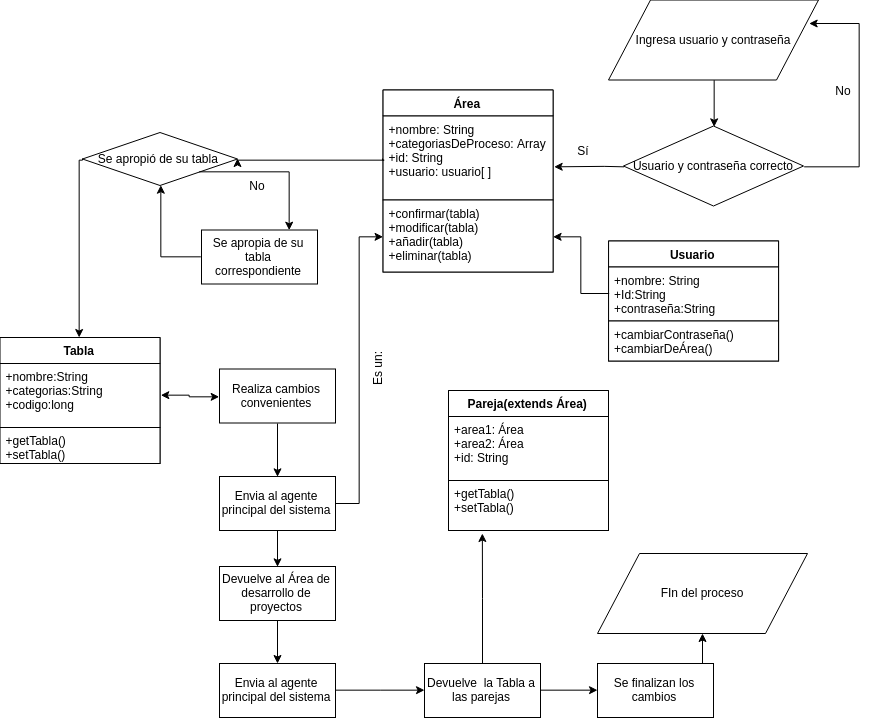 Ingresa usuario y contraseña
No
Usuario y contraseña correcto
Sí
Área
+nombre: String
+categoriasDeProceso: Array
+id: String
+usuario: usuario[ ]
+confirmar(tabla)
+modificar(tabla)
+añadir(tabla)
+eliminar(tabla)
Se apropió de su tabla
No
Se apropia de su
tabla
correspondiente
Usuario
+nombre: String
+Id:String
+contraseña:String
+cambiarContraseña()
+cambiarDeÁrea()
Tabla
+nombre:String
+categorias:String
+codigo:long
+getTabla()
+setTabla()
Realiza cambios
convenientes
Es un:
Pareja(extends Área)
+area1: Área
+area2: Área
+id: String
+getTabla()
+setTabla()
Envia al agente
principal del sistema
Devuelve al Área de
desarrollo de
proyectos
FIn del proceso
Envia al agente
principal del sistema
Devuelve  la Tabla a
las parejas
Se finalizan los
cambios